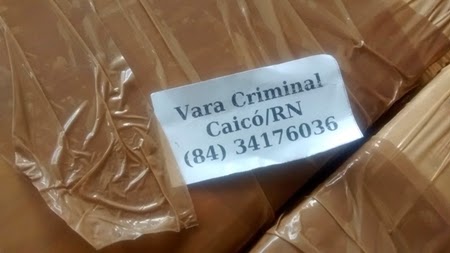 Vara Criminal
Caicó/RN
(84) 34176036